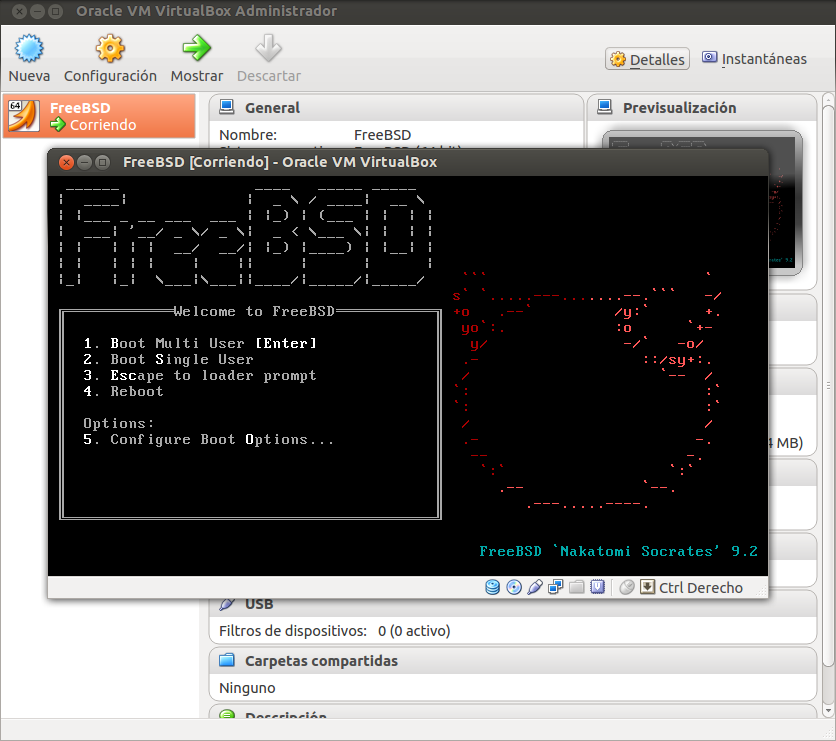 Oracle VM VirtualBox Administrador
Nueva
Configuración
Mostrar
Descartar
Detalles
Instantáneas
64
FreeBSD
Corriendo
General
Nombre:
FreeBSD
Previsualización
FreeBSD [Corriendo] - Oracle VM VirtualBox
FreeBSD
Welcome to FreeBSD
1. Boot Multi User [Enter]
2. Boot Single User
3. Escape to loader prompt
4. Reboot
Options:
5. Configure Boot Options...
FreeBSD `Nakatomi Socrates' 9.2
4 MB)
Ctrl Derecho
USB
Filtros de dispositivos: 0 (0 activo)
Carpetas compartidas
Ninguno
Descripción